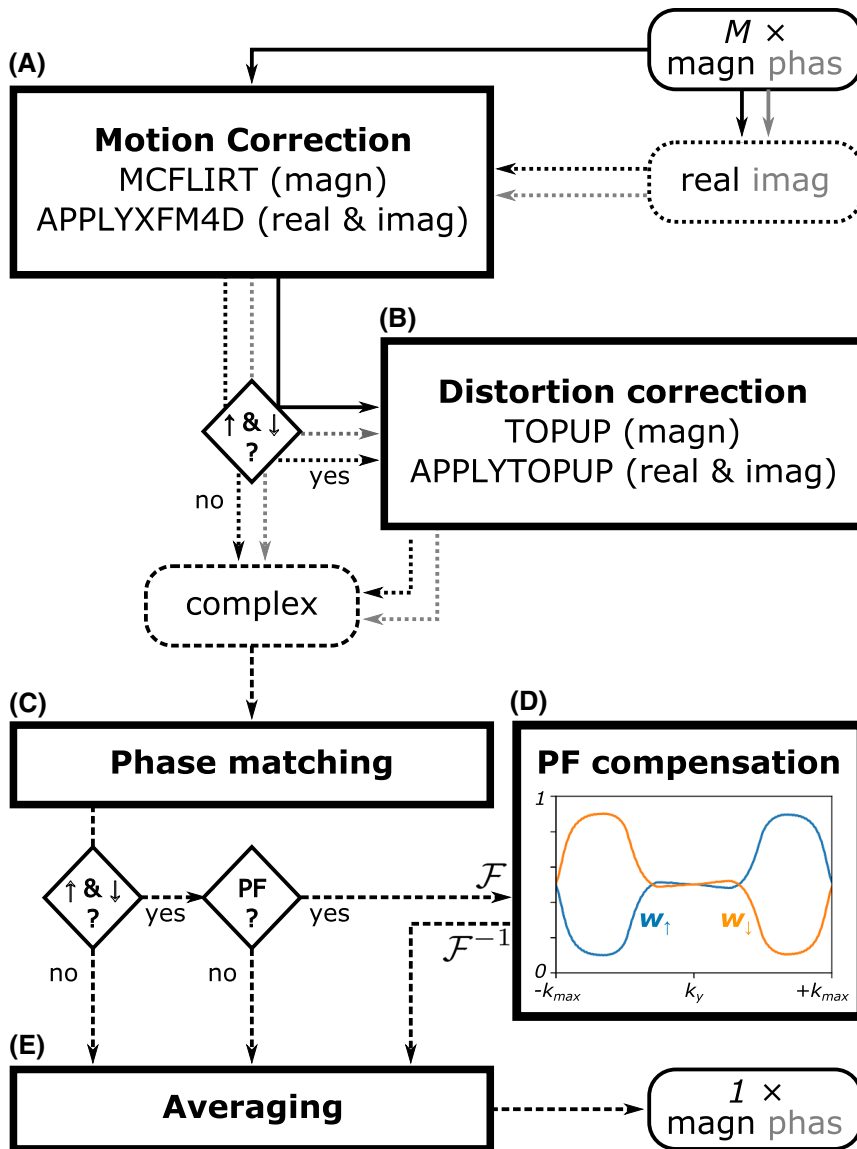 M ×
magn phas
(A)
Motion Correction
MCFLIRT (magn)
APPLYXFM4D (real & imag)
real imag
(B)
Distortion correction
TOPUP (magn)
APPLYTOPUP (real & imag)
↑ & ↓
?
yes
no
complex
(C)
Phase matching
(D)
PF compensation
1
w↑
w↓
0
-kmax
ky
+kmax
↑ & ↓
?
yes
no
PF
?
yes
no
ℱ
ℱ⁻¹
(E)
Averaging
1 ×
magn phas